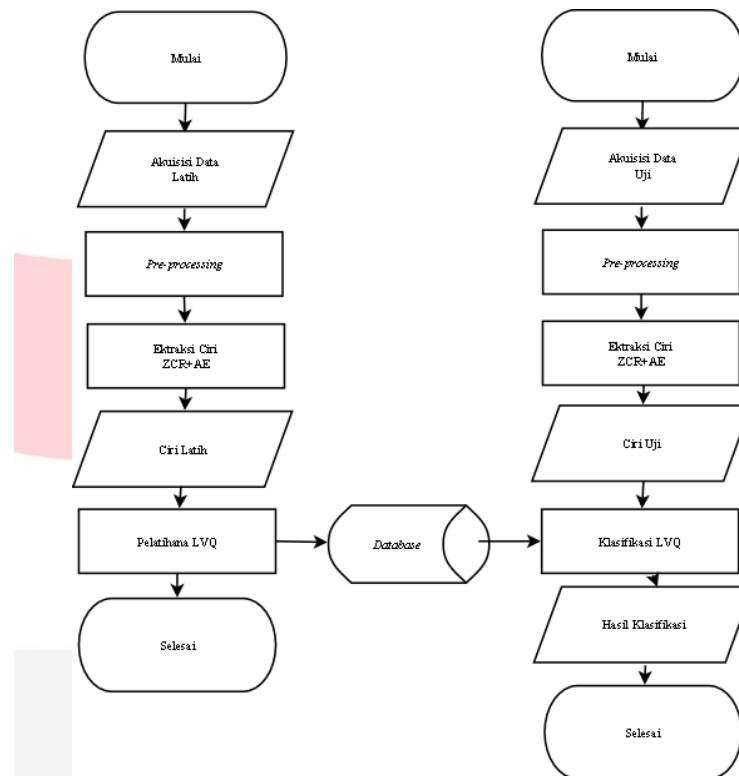 Mulai
Akuisisi Data
Latih
Pre-processing
Ektraksi Ciri
ZCR+AE
Ciri Latih
Pelatihana LVQ
Selesai
Database
Mulai
Akuisisi Data
Uji
Pre-processing
Ektraksi Ciri
ZCR+AE
Ciri Uji
Klasifikasi LVQ
Hasil Klasifikasi
Selesai